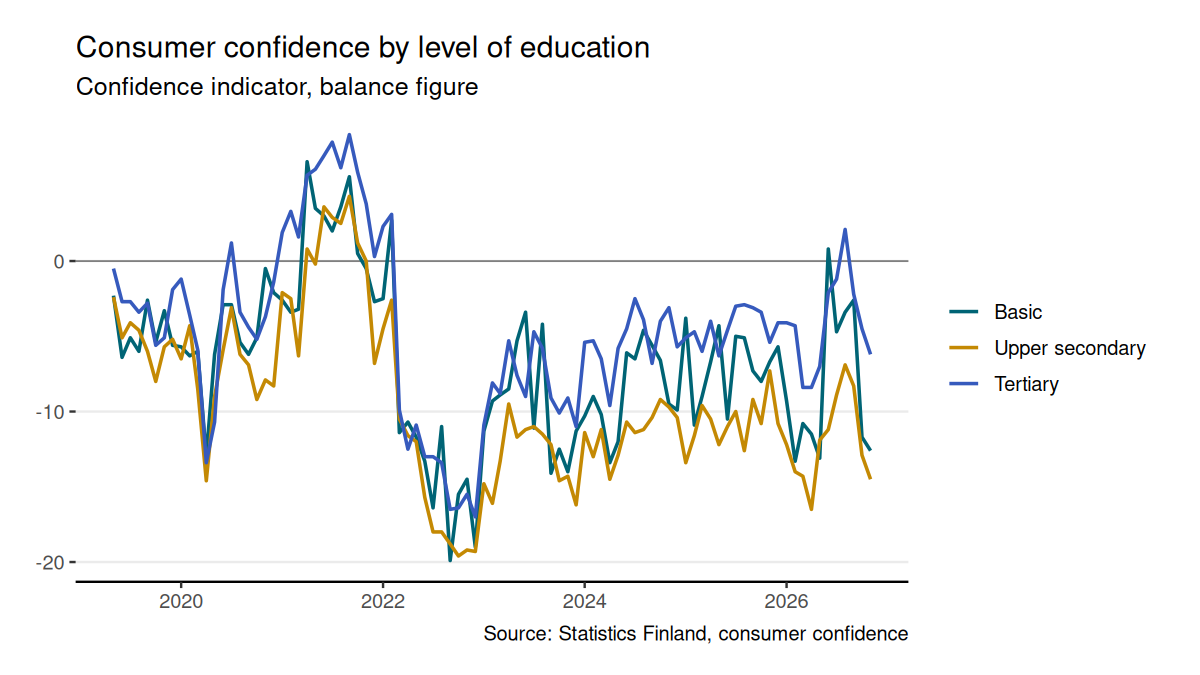 Consumer confidence by level of education
Confidence indicator, balance figure
0
-10
-20
2020
2022
2024
2026
Basic
Upper secondary
Tertiary
Source: Statistics Finland, consumer confidence